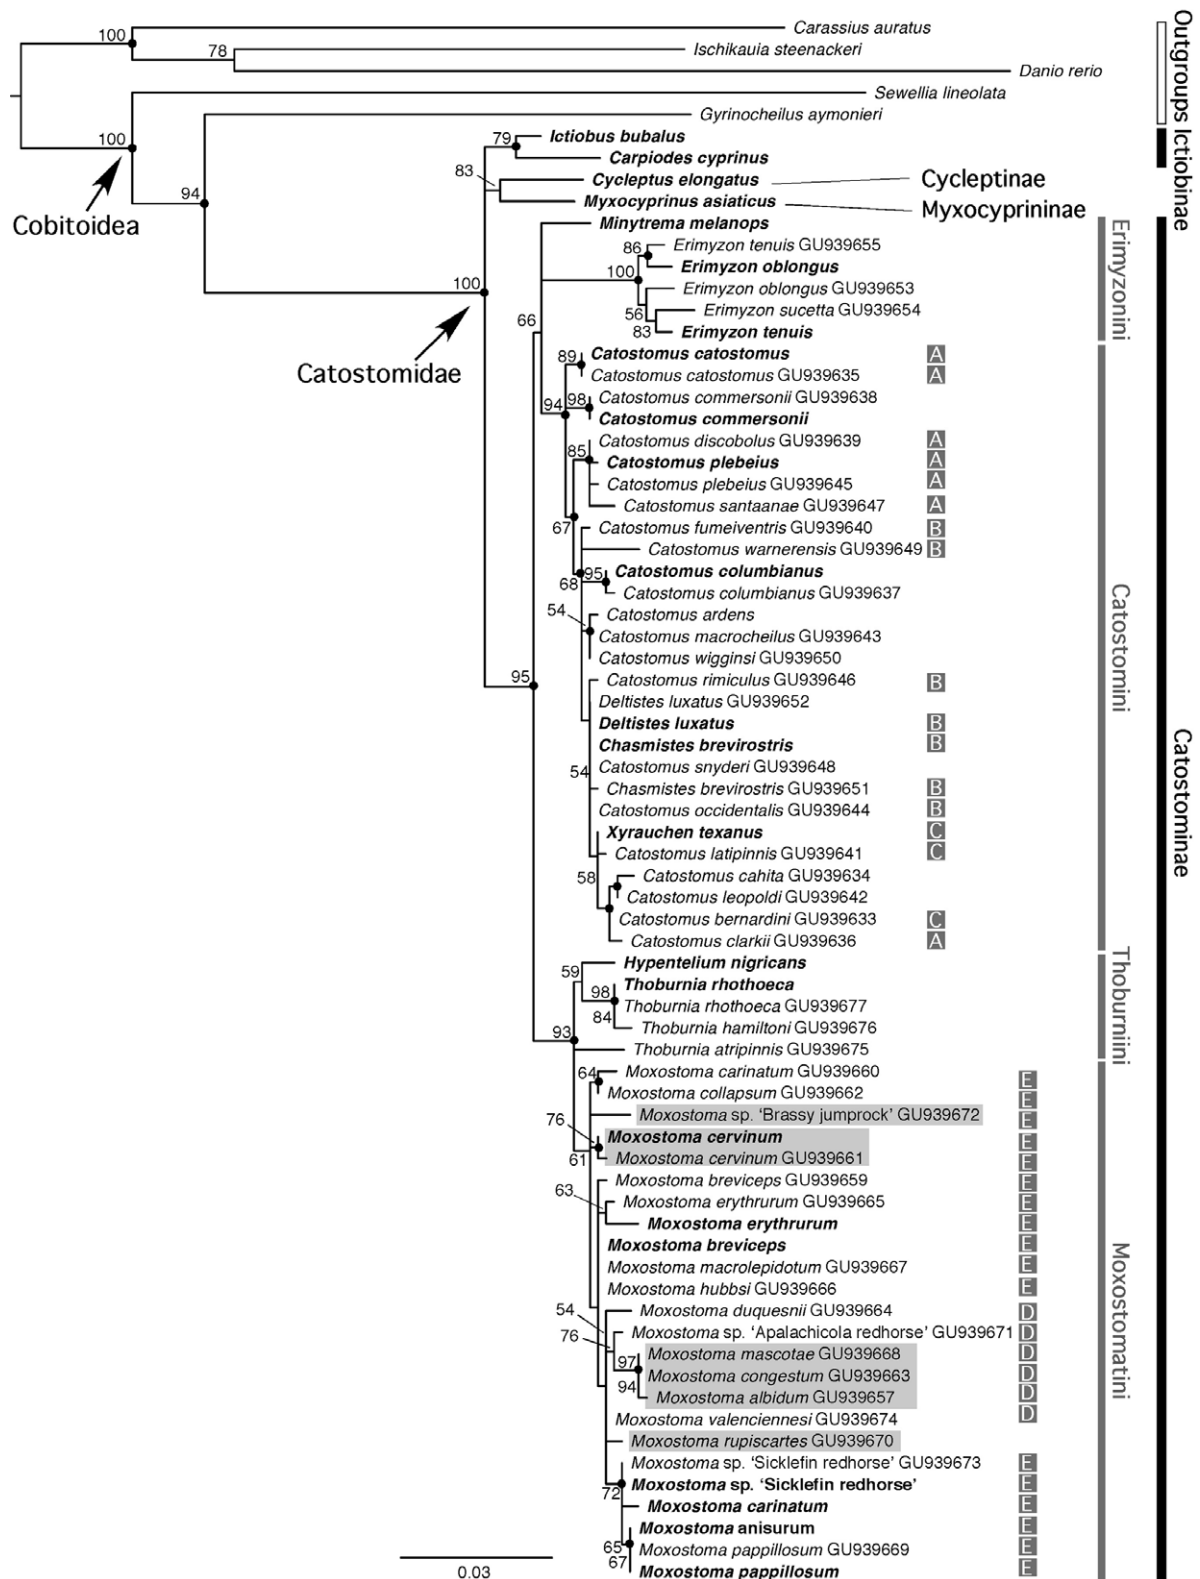 100
Carassius auratus
78
Ischikauia steenackeri
Danio rerio
Sewellia lineolata
100
Gyrinocheilus aymonieri
94
Cobitoidea
79
Ictiobus bubalus
Carpiodes cyprinus
83
Cycleptus elongatus
Cycleptinae
Myxocyprinus asiaticus
Myxocyprininae
100
Catostomidae
Minytrema melanops
86
Erimyzon tenuis GU939655
Erimyzon oblongus
100
Erimyzon oblongus GU939653
56
Erimyzon sucetta GU939654
83
Erimyzon tenuis
66
89
Catostomus catostomus A
Catostomus catostomus GU939635 A
98
Catostomus commersonii GU939638
94
Catostomus commersonii
Catostomus discobolus GU939639 A
85
Catostomus plebeius A
Catostomus plebeius GU939645 A
Catostomus santaanae GU939647 A
67
Catostomus fumeiventris GU939640 B
Catostomus warnerensis GU939649 B
95
Catostomus columbianus
68
Catostomus columbianus GU939637
54
Catostomus ardens
Catostomus macrocheilus GU939643
Catostomus wigginsi GU939650
95
Catostomus rimiculus GU939646 B
Deltistes luxatus GU939652
Deltistes luxatus B
Chasmistes brevirostris B
54
Catostomus snyderi GU939648
Chasmistes brevirostris GU939651 B
Catostomus occidentalis GU939644 B
Xyrauchen texanus C
Catostomus latipinnis GU939641 C
58
Catostomus cahita GU939634
Catostomus leopoldi GU939642
Catostomus bernardini GU939633 C
Catostomus clarkii GU939636 A
59
Hypentelium nigricans
98
Thoburnia rhothoeca
Thoburnia rhothoeca GU939677
84
Thoburnia hamiltoni GU939676
93
Thoburnia atripinnis GU939675
64
Moxostoma carinatum GU939660 E
Moxostoma collapsum GU939662 E
Moxostoma sp. ‘Brassy jumprock’ GU939672 E
76
Moxostoma cervinum E
61
Moxostoma cervinum GU939661 E
Moxostoma breviceps GU939659 E
63
Moxostoma erythrurum GU939665 E
Moxostoma erythrurum E
Moxostoma breviceps E
Moxostoma macrolepidotum GU939667 E
Moxostoma hubbsi GU939666 E
54
Moxostoma duquesnii GU939664 D
76
Moxostoma sp. ‘Apalachicola redhorse’ GU939671 D
97
Moxostoma mascotae GU939668 D
Moxostoma congestum GU939663 D
94
Moxostoma albidum GU939657 D
Moxostoma valenciennesi GU939674 D
Moxostoma rupiscartes GU939670
Moxostoma sp. ‘Sicklefin redhorse’ GU939673 E
72
Moxostoma sp. ‘Sicklefin redhorse’ E
Moxostoma carinatum E
Moxostoma anisurum E
65
Moxostoma pappillosum GU939669 E
67
Moxostoma pappillosum E
0.03
Outgroups
Ictiobinae
Erimyzonini
Catostomini
Thoburniini
Moxostomatini
Catostominae